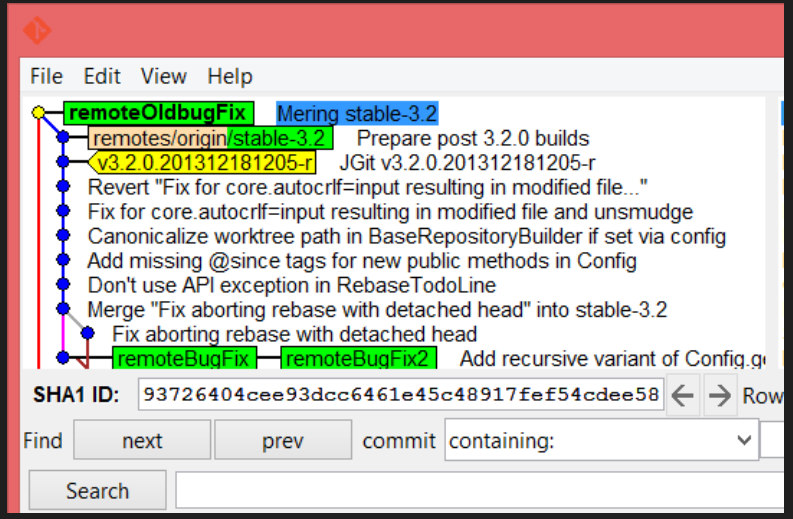 File Edit View Help
remoteOldbugFix Mering stable-3.2
remotes/origin/stable-3.2 Prepare post 3.2.0 builds
v3.2.0.201312181205-r JGit v3.2.0.201312181205-r
Revert "Fix for core.autocrlf=input resulting in modified file..."
Fix for core.autocrlf=input resulting in modified file and unsmudge
Canonicalize worktree path in BaseRepositoryBuilder if set via config
Add missing @since tags for new public methods in Config
Don't use API exception in RebaseTodoLine
Merge "Fix aborting rebase with detached head" into stable-3.2
Fix aborting rebase with detached head
remoteBugFix remoteBugFix2 Add recursive variant of Config.ge
SHA1 ID: 93726404cee93dcc6461e45c48917fef54cdee58 Row
Find next prev commit containing:
Search